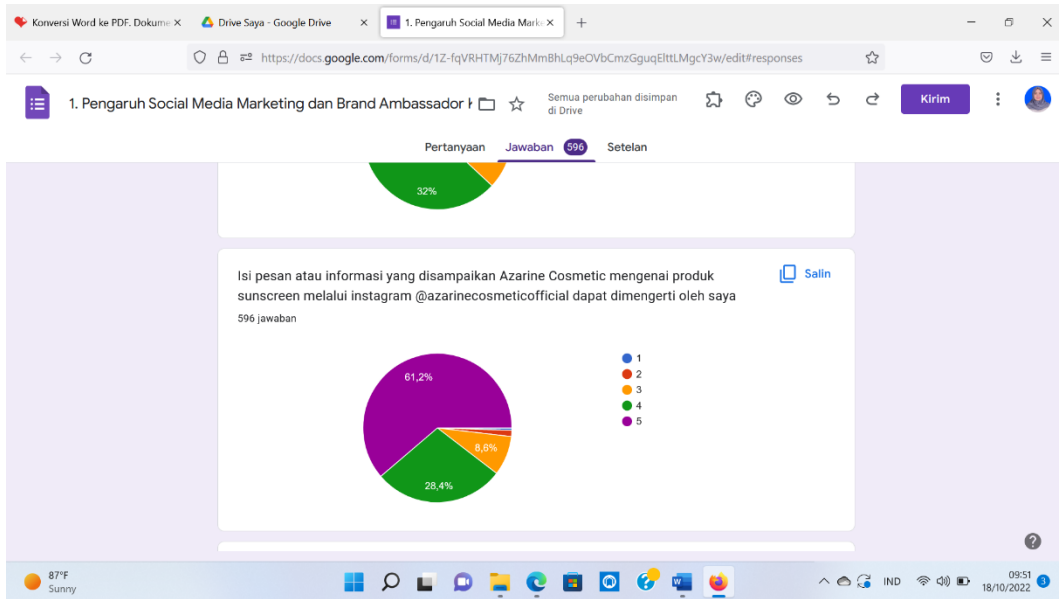 Konversi Word ke PDF. Dokume
Drive Saya - Google Drive
1. Pengaruh Social Media Marke
https://docs.google.com/forms/d/1Z-fqVRHTMj76ZhMmBhLq9eOVbCmzGguqElttLMgcY3w/edit#responses
1. Pengaruh Social Media Marketing dan Brand Ambassador
Semua perubahan disimpan
di Drive
Kirim
Pertanyaan Jawaban 596 Setelan
32%
Isi pesan atau informasi yang disampaikan Azarine Cosmetic mengenai produk
sunscreen melalui instagram @azarinecosmeticofficial dapat dimengerti oleh saya
Salin
596 jawaban
61,2%
8,6%
28,4%
1
2
3
4
5
87°F
Sunny
IND
09:51
18/10/2022
3